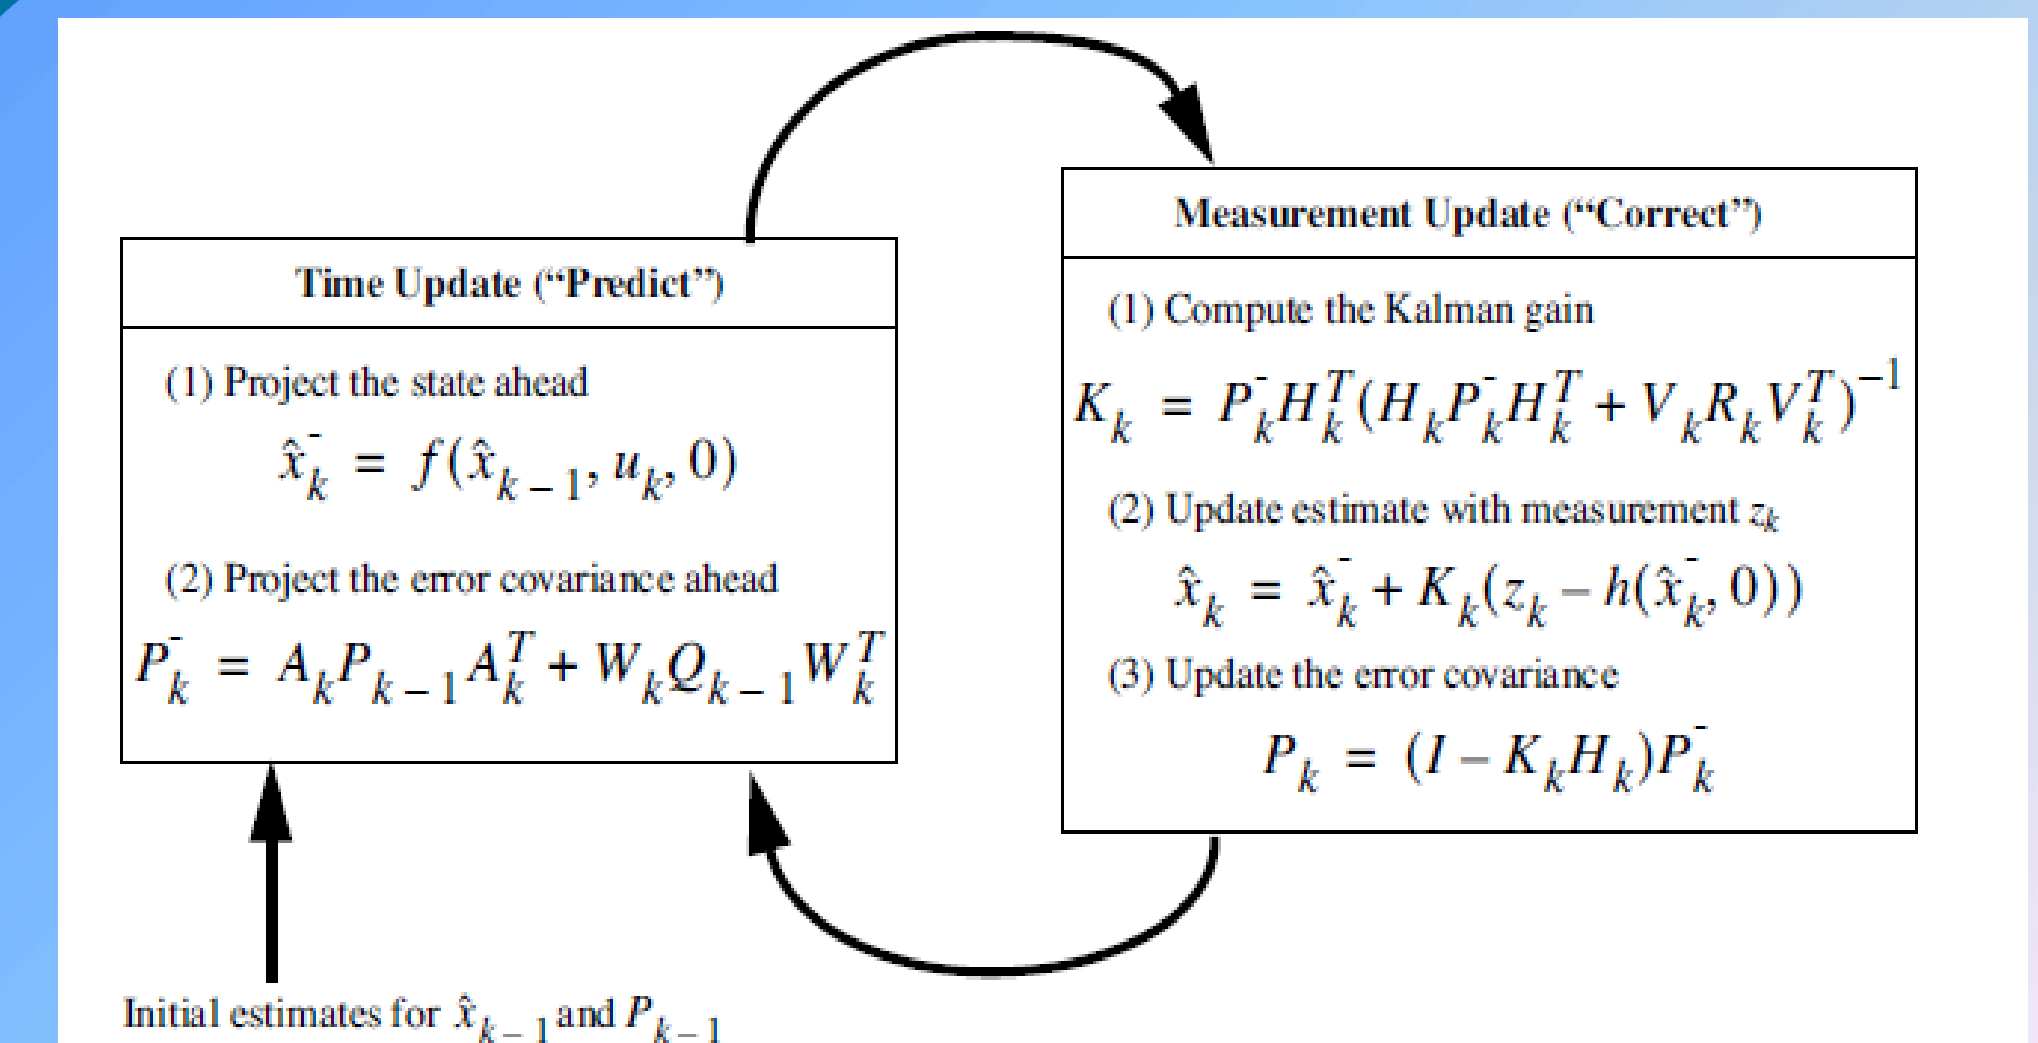 Time Update (“Predict”)
(1) Project the state ahead
x̂ₖ⁻ = f(x̂ₖ₋₁, uₖ, 0)
(2) Project the error covariance ahead
Pₖ⁻ = AₖPₖ₋₁Aₖᵀ + WₖQₖ₋₁Wₖᵀ
Initial estimates for x̂ₖ₋₁ and Pₖ₋₁
Measurement Update (“Correct”)
(1) Compute the Kalman gain
Kₖ = Pₖ⁻Hₖᵀ(HₖPₖ⁻Hₖᵀ + VₖRₖVₖᵀ)⁻¹
(2) Update estimate with measurement zₖ
x̂ₖ = x̂ₖ⁻ + Kₖ(zₖ – h(x̂ₖ⁻, 0))
(3) Update the error covariance
Pₖ = (I – KₖHₖ)Pₖ⁻